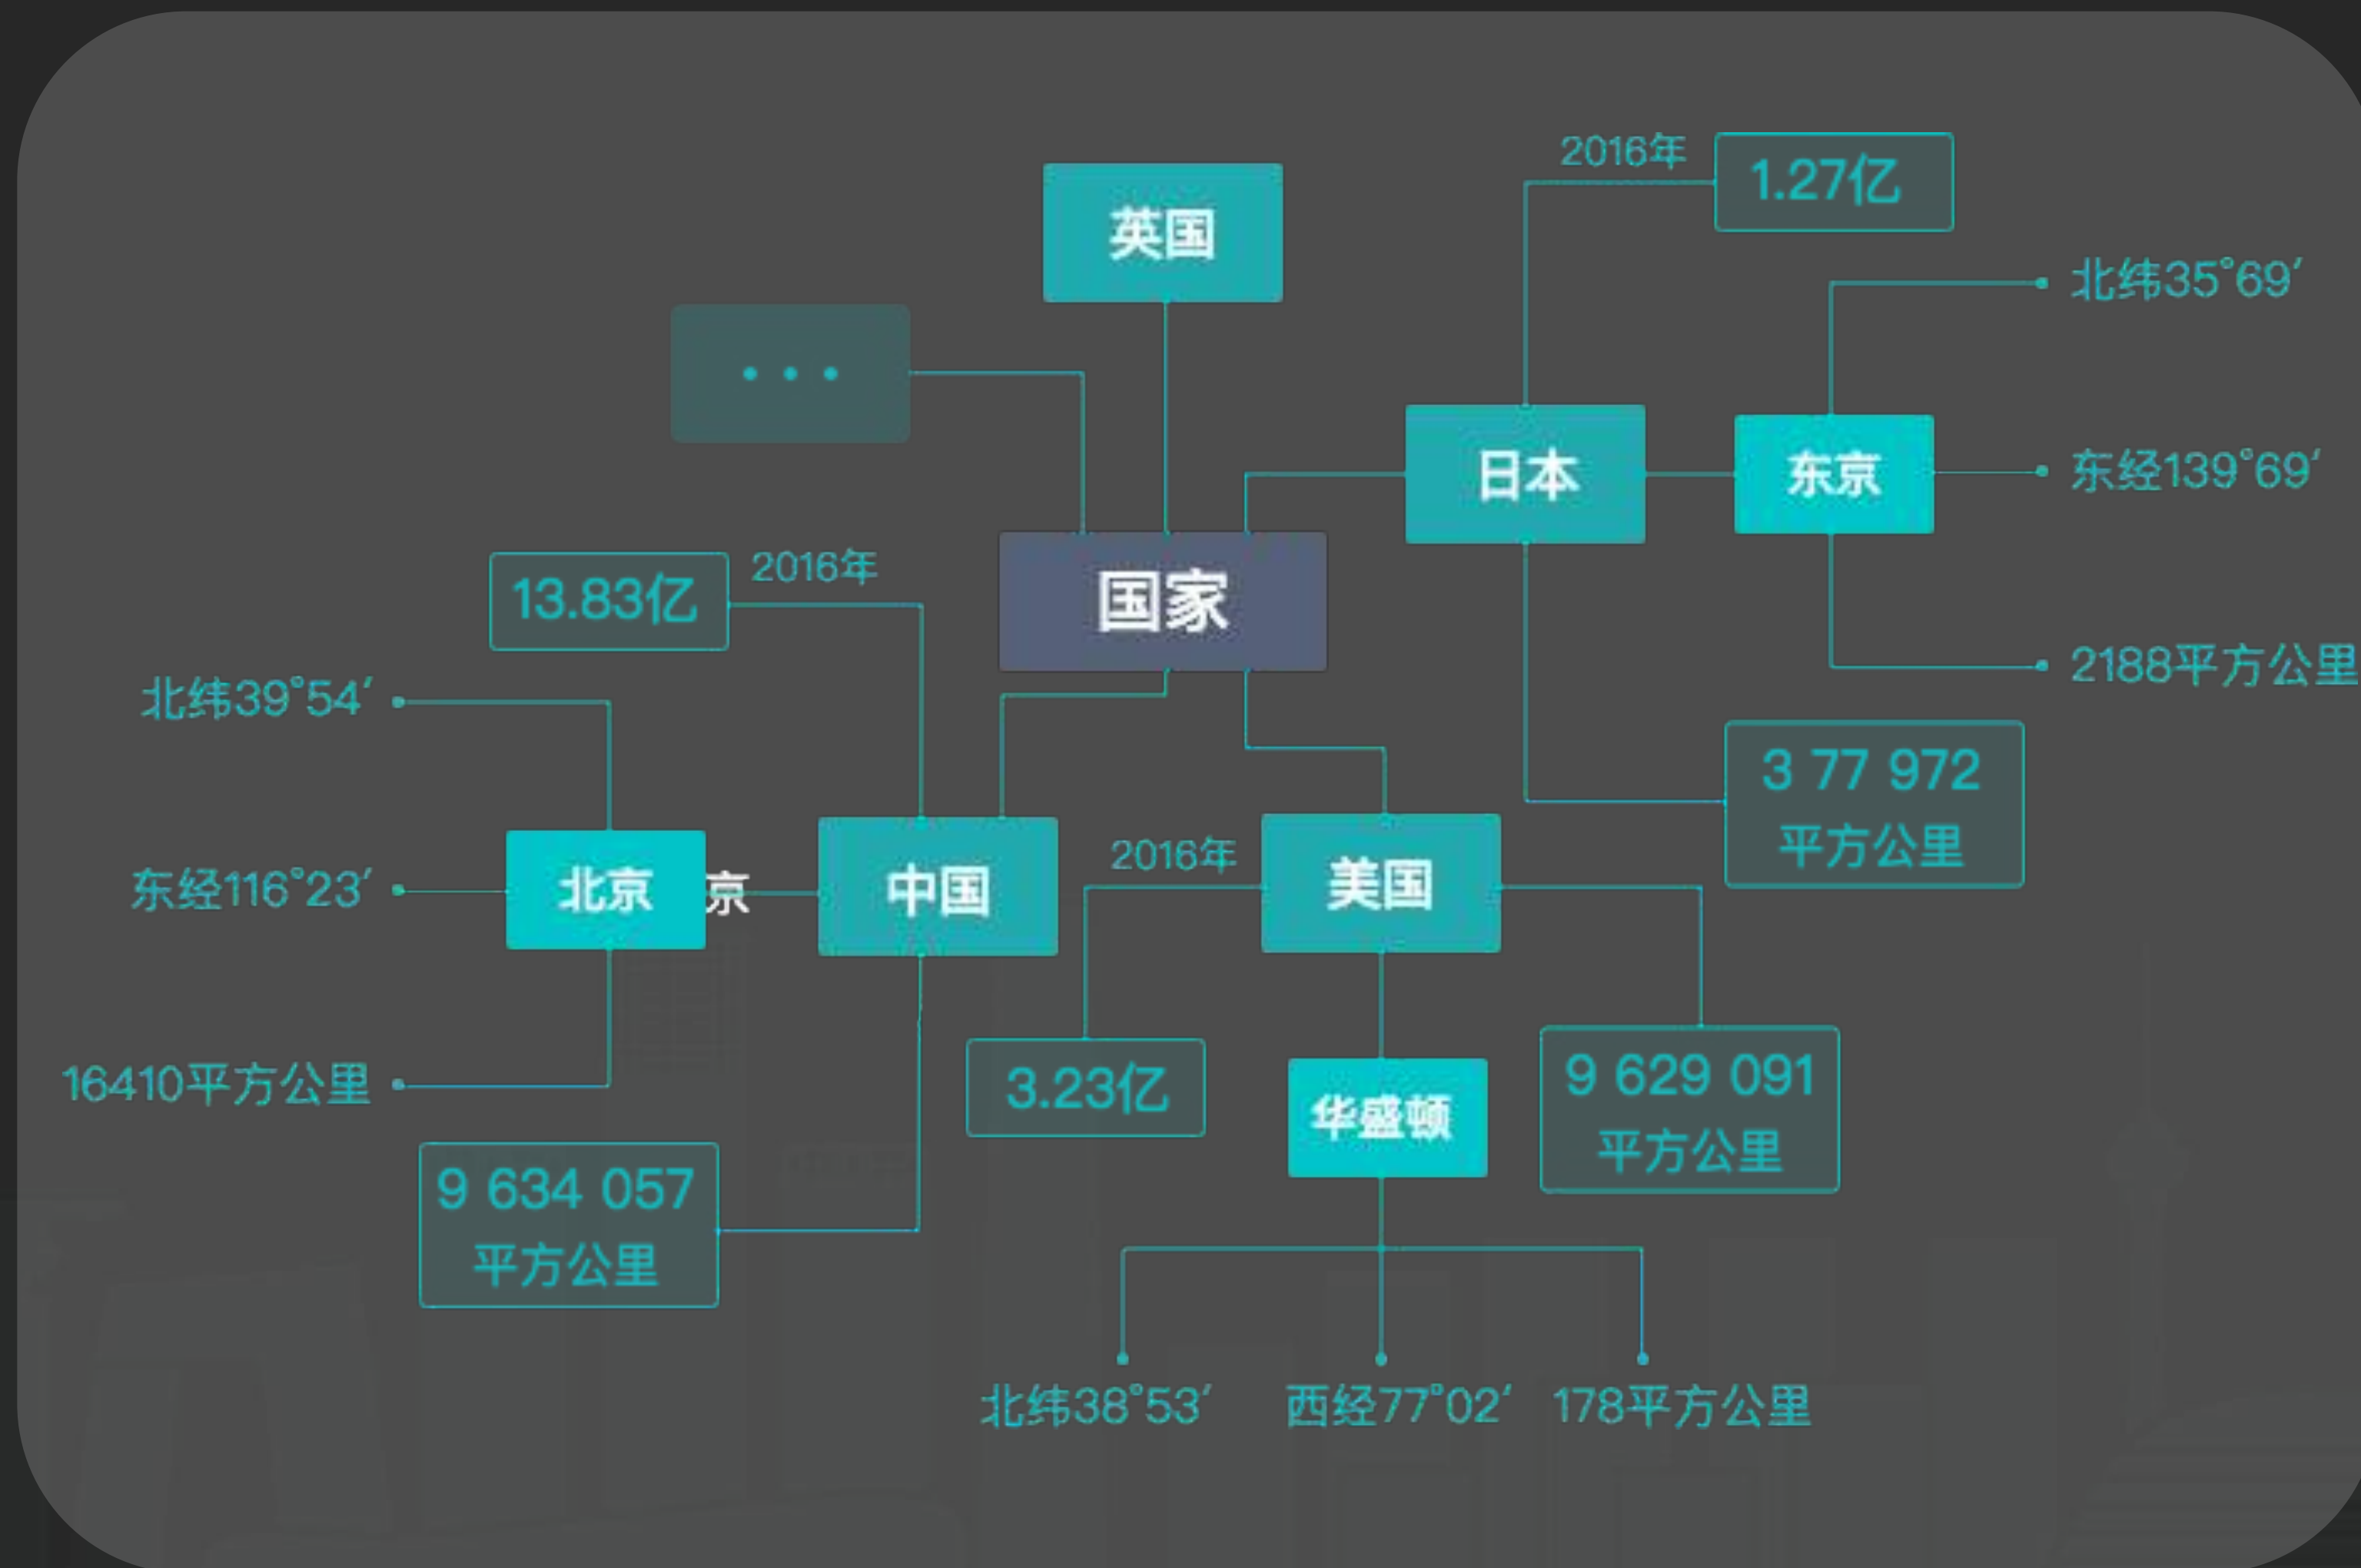 2016年
1.27亿
英国
北纬35°69′
• • •
日本
东京
东经139°69′
2016年
13.83亿
国家
2188平方公里
北纬39°54′
3 77 972
平方公里
2016年
美国
北京
京
中国
东经116°23′
16410平方公里
3.23亿
华盛顿
9 629 091
平方公里
9 634 057
平方公里
北纬38°53′
西经77°02′
178平方公里